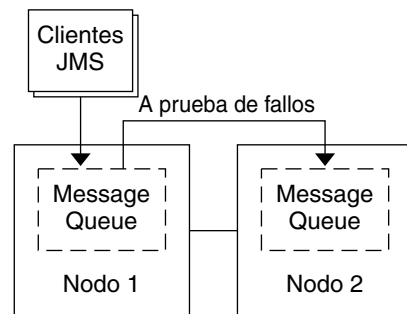 Clientes
JMS
A prueba de fallos
Message
Queue
Message
Queue
Nodo 1
Nodo 2